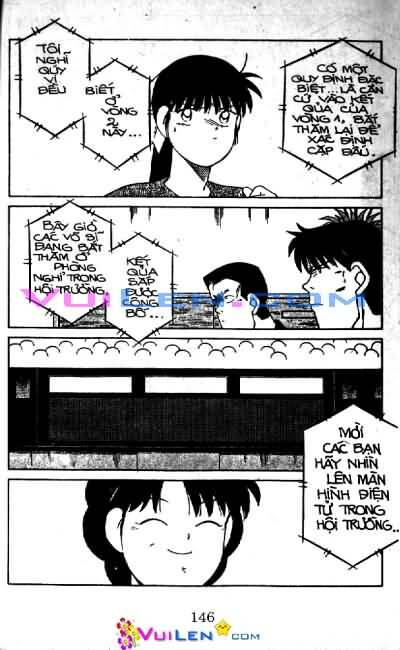 TÔI
NGHĨ
QUÝ
VỊ
ĐỀU
BIẾT
Ở
VÒNG
2
NÀY...
CÓ MỘT
QUY ĐỊNH ĐẶC
BIỆT... LÀ CĂN
CỨ VÀO KẾT
QỦA CỦA
VÒNG 1, BẮT
THĂM LẠI ĐỂ
XÁC ĐỊNH
CẶP ĐẤU.
BÂY GIỜ
CÁC VÕ SĨ
ĐANG BẮT
THĂM Ở
PHÒNG
NGHỈ TRONG
HỘI TRƯỜNG.
KẾT
QUẢ
SẮP
ĐƯỢC
CÔNG
BỐ...
VUILEN.COM
MỜI
CÁC BẠN
HÃY NHÌN
LÊN MÀN
HÌNH ĐIỆN
TỬ TRONG
HỘI TRƯỜNG..
146
VUILEN.COM